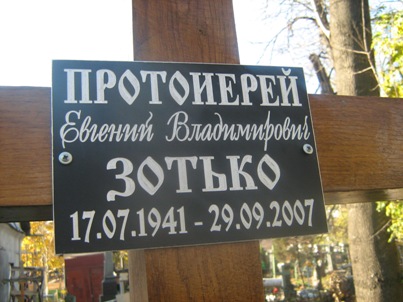 ПРОТОИЕРЕЙ
Евгений Владимирович
ЗОТЬКО
17.07.1941 - 29.09.2007